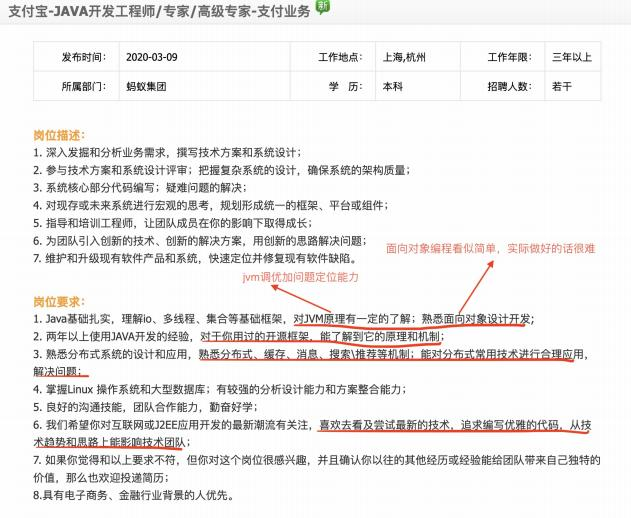 支付宝-JAVA开发工程师/专家/高级专家-支付业务 新
发布时间： 2020-03-09 工作地点： 上海,杭州 工作年限： 三年以上
所属部门： 蚂蚁集团 学 历： 本科 招聘人数： 若干
岗位描述：
1. 深入发掘和分析业务需求，撰写技术方案和系统设计；
2. 参与技术方案和系统设计评审；把握复杂系统的设计，确保系统的架构质量；
3. 系统核心部分代码编写；疑难问题的解决；
4. 对现存或未来系统进行宏观的思考，规划形成统一的框架、平台或组件；
5. 指导和培训工程师，让团队成员在你的影响下取得成长；
6. 为团队引入创新的技术、创新的解决方案，用创新的思路解决问题；
面向对象编程看似简单，实际做好的话很难
7. 维护和升级现有软件产品和系统，快速定位并修复现有软件缺陷。
jvm调优加问题定位能力
岗位要求：
1. Java基础扎实，理解io、多线程、集合等基础框架，对JVM原理有一定的了解；熟悉面向对象设计开发;
2. 两年以上使用JAVA开发的经验，对于你用过的开源框架，能了解到它的原理和机制；
3. 熟悉分布式系统的设计和应用，熟悉分布式、缓存、消息、搜索\推荐等机制；能对分布式常用技术进行合理应用，
解决问题；
4. 掌握Linux 操作系统和大型数据库；有较强的分析设计能力和方案整合能力；
5. 良好的沟通技能，团队合作能力，勤奋好学；
6. 我们希望你对互联网或J2EE应用开发的最新潮流有关注，喜欢去看及尝试最新的技术，追求编写优雅的代码，从技
术趋势和思路上能影响技术团队；
7. 如果你觉得和以上要求不符，但你对这个岗位很感兴趣，并且确认你以往的其他经历或经验能给团队带来自己独特的
价值，那么也欢迎投递简历；
8.具有电子商务、金融行业背景的人优先。